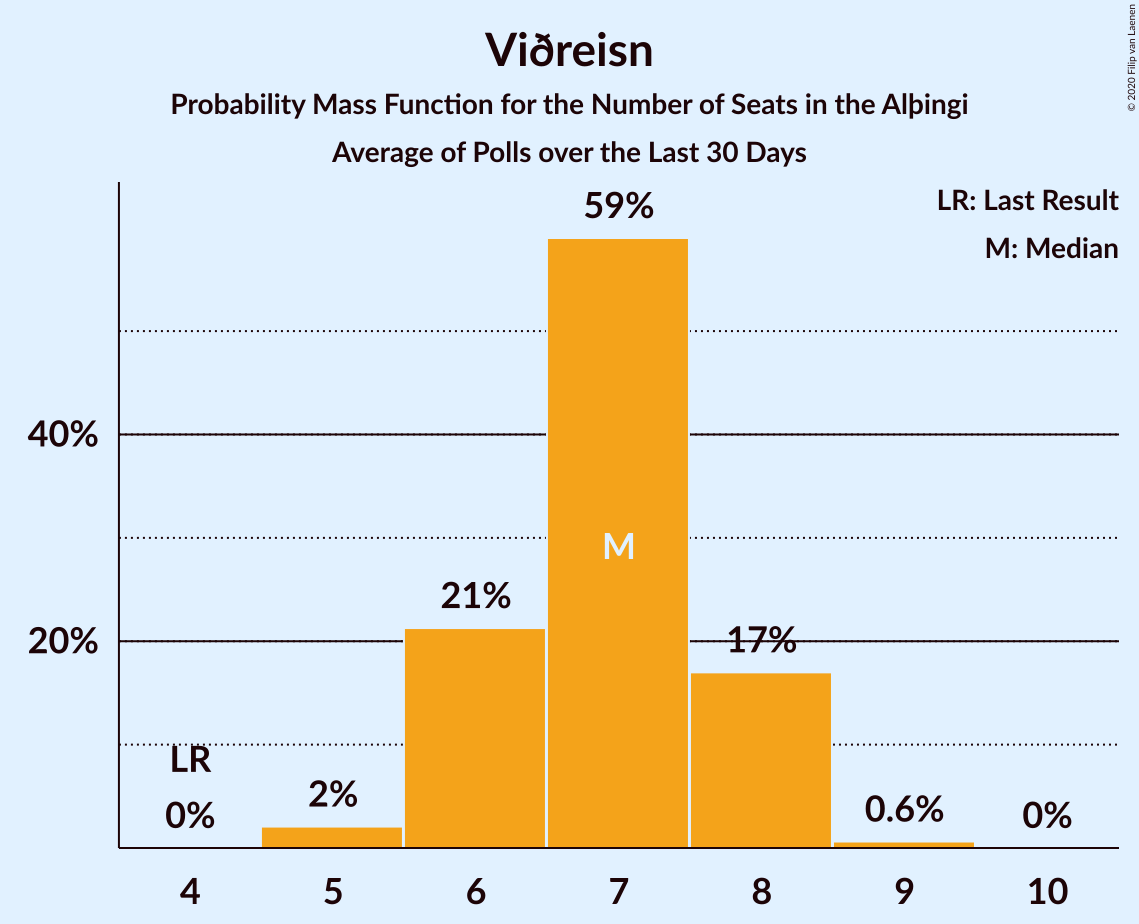 Viðreisn
Probability Mass Function for the Number of Seats in the Alþingi
Average of Polls over the Last 30 Days
© 2020 Filip van Laenen
LR: Last Result
M: Median
59%
40%
M
21%
20%
17%
LR
0%
2%
0.6%
0%
4 5 6 7 8 9 10